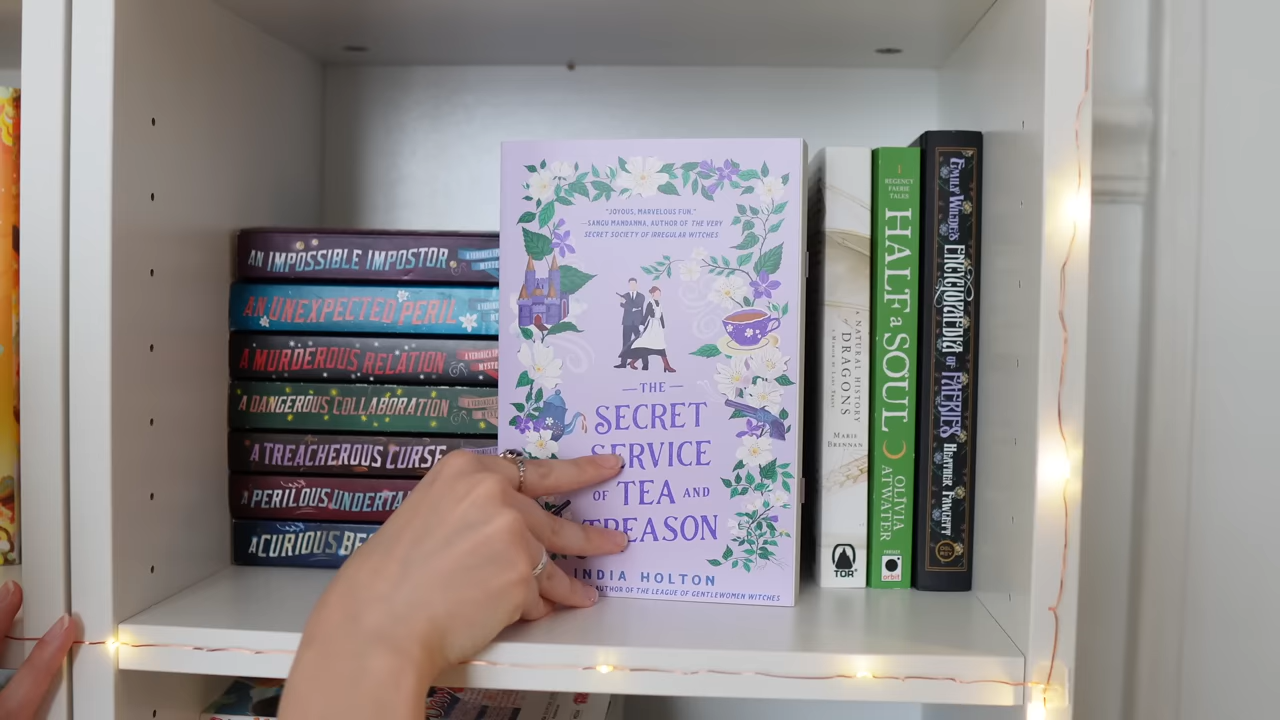 AN IMPOSSIBLE IMPOSTOR
AN UNEXPECTED PERIL
A MURDEROUS RELATION
A DANGEROUS COLLABORATION
A TREACHEROUS CURSE
A PERILOUS
A CURIOUS
"JOYOUS, MARVELOUS FUN."
—SANGU MANDANNA, AUTHOR OF THE VERY
SECRET SOCIETY OF IRREGULAR WITCHES
—THE—
SECRET
SERVICE
OF TEA AND
TREASON
INDIA HOLTON
AUTHOR OF THE LEAGUE OF GENTLEWOMEN WITCHES
A NATURAL HISTORY
of DRAGONS
MARIE
BRENNAN
TOR
REGENCY
FAERIE
TALES
HALF a SOUL
OLIVIA
ATWATER
orbit
EMILY WILDE'S
ENCYCLOPAEDIA
OF FAERIES
HEATHER FAWCETT
DEL REY